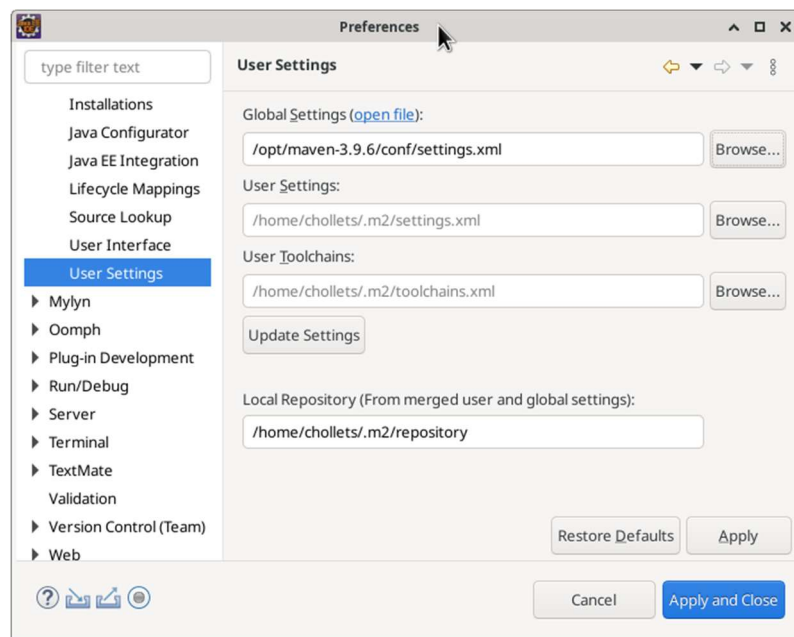 Preferences
type filter text
Installations
Java Configurator
Java EE Integration
Lifecycle Mappings
Source Lookup
User Interface
User Settings
Mylyn
Oomph
Plug-in Development
Run/Debug
Server
Terminal
TextMate
Validation
Version Control (Team)
Web
User Settings
Global Settings (open file):
/opt/maven-3.9.6/conf/settings.xml
Browse...
User Settings:
/home/chollets/.m2/settings.xml
Browse...
User Toolchains:
/home/chollets/.m2/toolchains.xml
Browse...
Update Settings
Local Repository (From merged user and global settings):
/home/chollets/.m2/repository
Restore Defaults
Apply
Cancel
Apply and Close